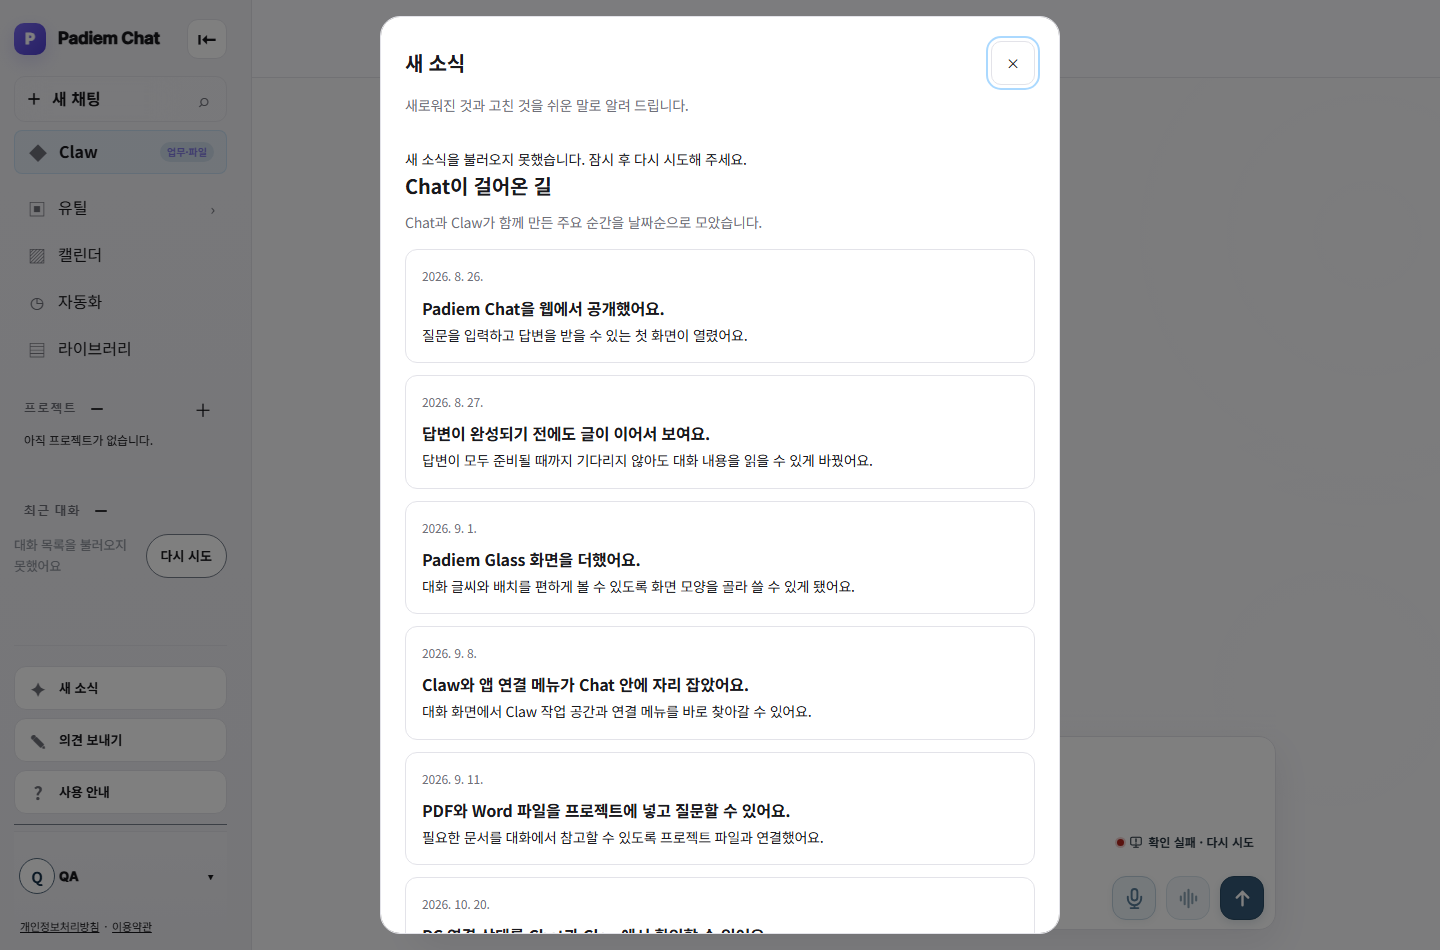 P Padiem Chat
+ 새 채팅
Claw 업무·파일
유틸
캘린더
자동화
라이브러리
프로젝트
아직 프로젝트가 없습니다.
최근 대화
대화 목록을 불러오지
못했어요
다시 시도
새 소식
의견 보내기
? 사용 안내
Q QA
개인정보처리방침 · 이용약관
새 소식
새로워진 것과 고친 것을 쉬운 말로 알려 드립니다.
새 소식을 불러오지 못했습니다. 잠시 후 다시 시도해 주세요.
Chat이 걸어온 길
Chat과 Claw가 함께 만든 주요 순간을 날짜순으로 모았습니다.
2026. 8. 26.
Padiem Chat을 웹에서 공개했어요.
질문을 입력하고 답변을 받을 수 있는 첫 화면이 열렸어요.
2026. 8. 27.
답변이 완성되기 전에도 글이 이어서 보여요.
답변이 모두 준비될 때까지 기다리지 않아도 대화 내용을 읽을 수 있게 바꿨어요.
2026. 9. 1.
Padiem Glass 화면을 더했어요.
대화 글씨와 배치를 편하게 볼 수 있도록 화면 모양을 골라 쓸 수 있게 됐어요.
2026. 9. 8.
Claw와 앱 연결 메뉴가 Chat 안에 자리 잡았어요.
대화 화면에서 Claw 작업 공간과 연결 메뉴를 바로 찾아갈 수 있어요.
2026. 9. 11.
PDF와 Word 파일을 프로젝트에 넣고 질문할 수 있어요.
필요한 문서를 대화에서 참고할 수 있도록 프로젝트 파일과 연결했어요.
2026. 10. 20.
확인 실패 · 다시 시도